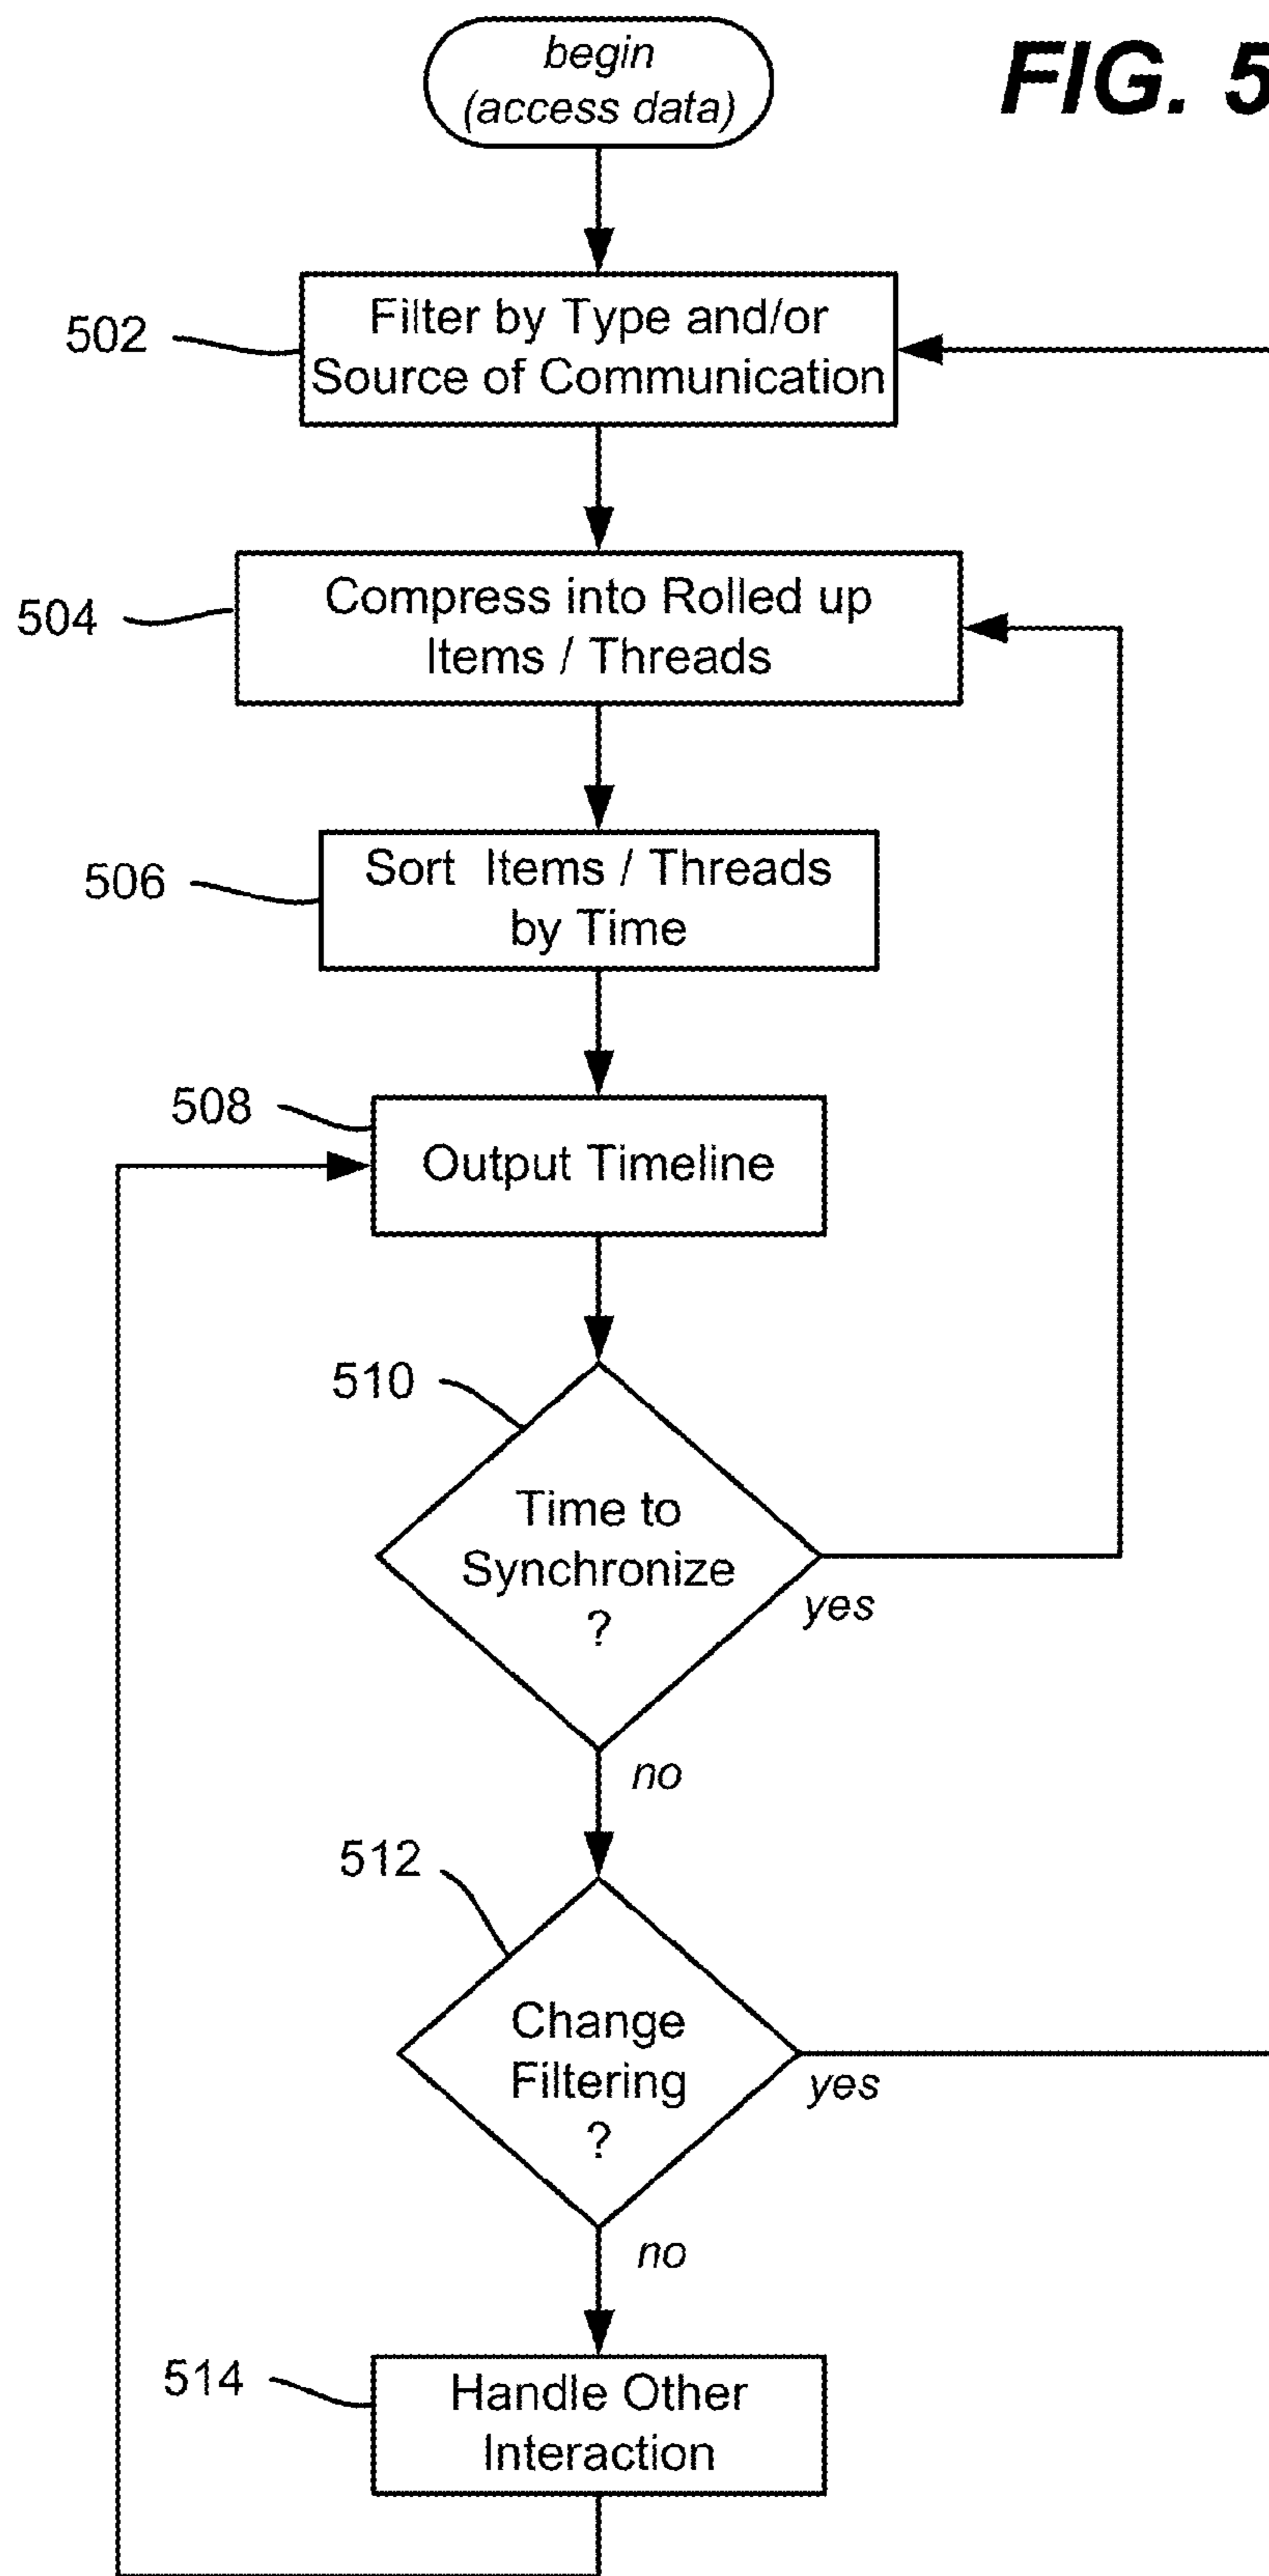 begin
(access data)
FIG. 5
502
Filter by Type and/or
Source of Communication
504
Compress into Rolled up
Items / Threads
506
Sort Items / Threads
by Time
508
Output Timeline
510
Time to
Synchronize
?
yes
no
512
Change
Filtering
?
yes
no
514
Handle Other
Interaction